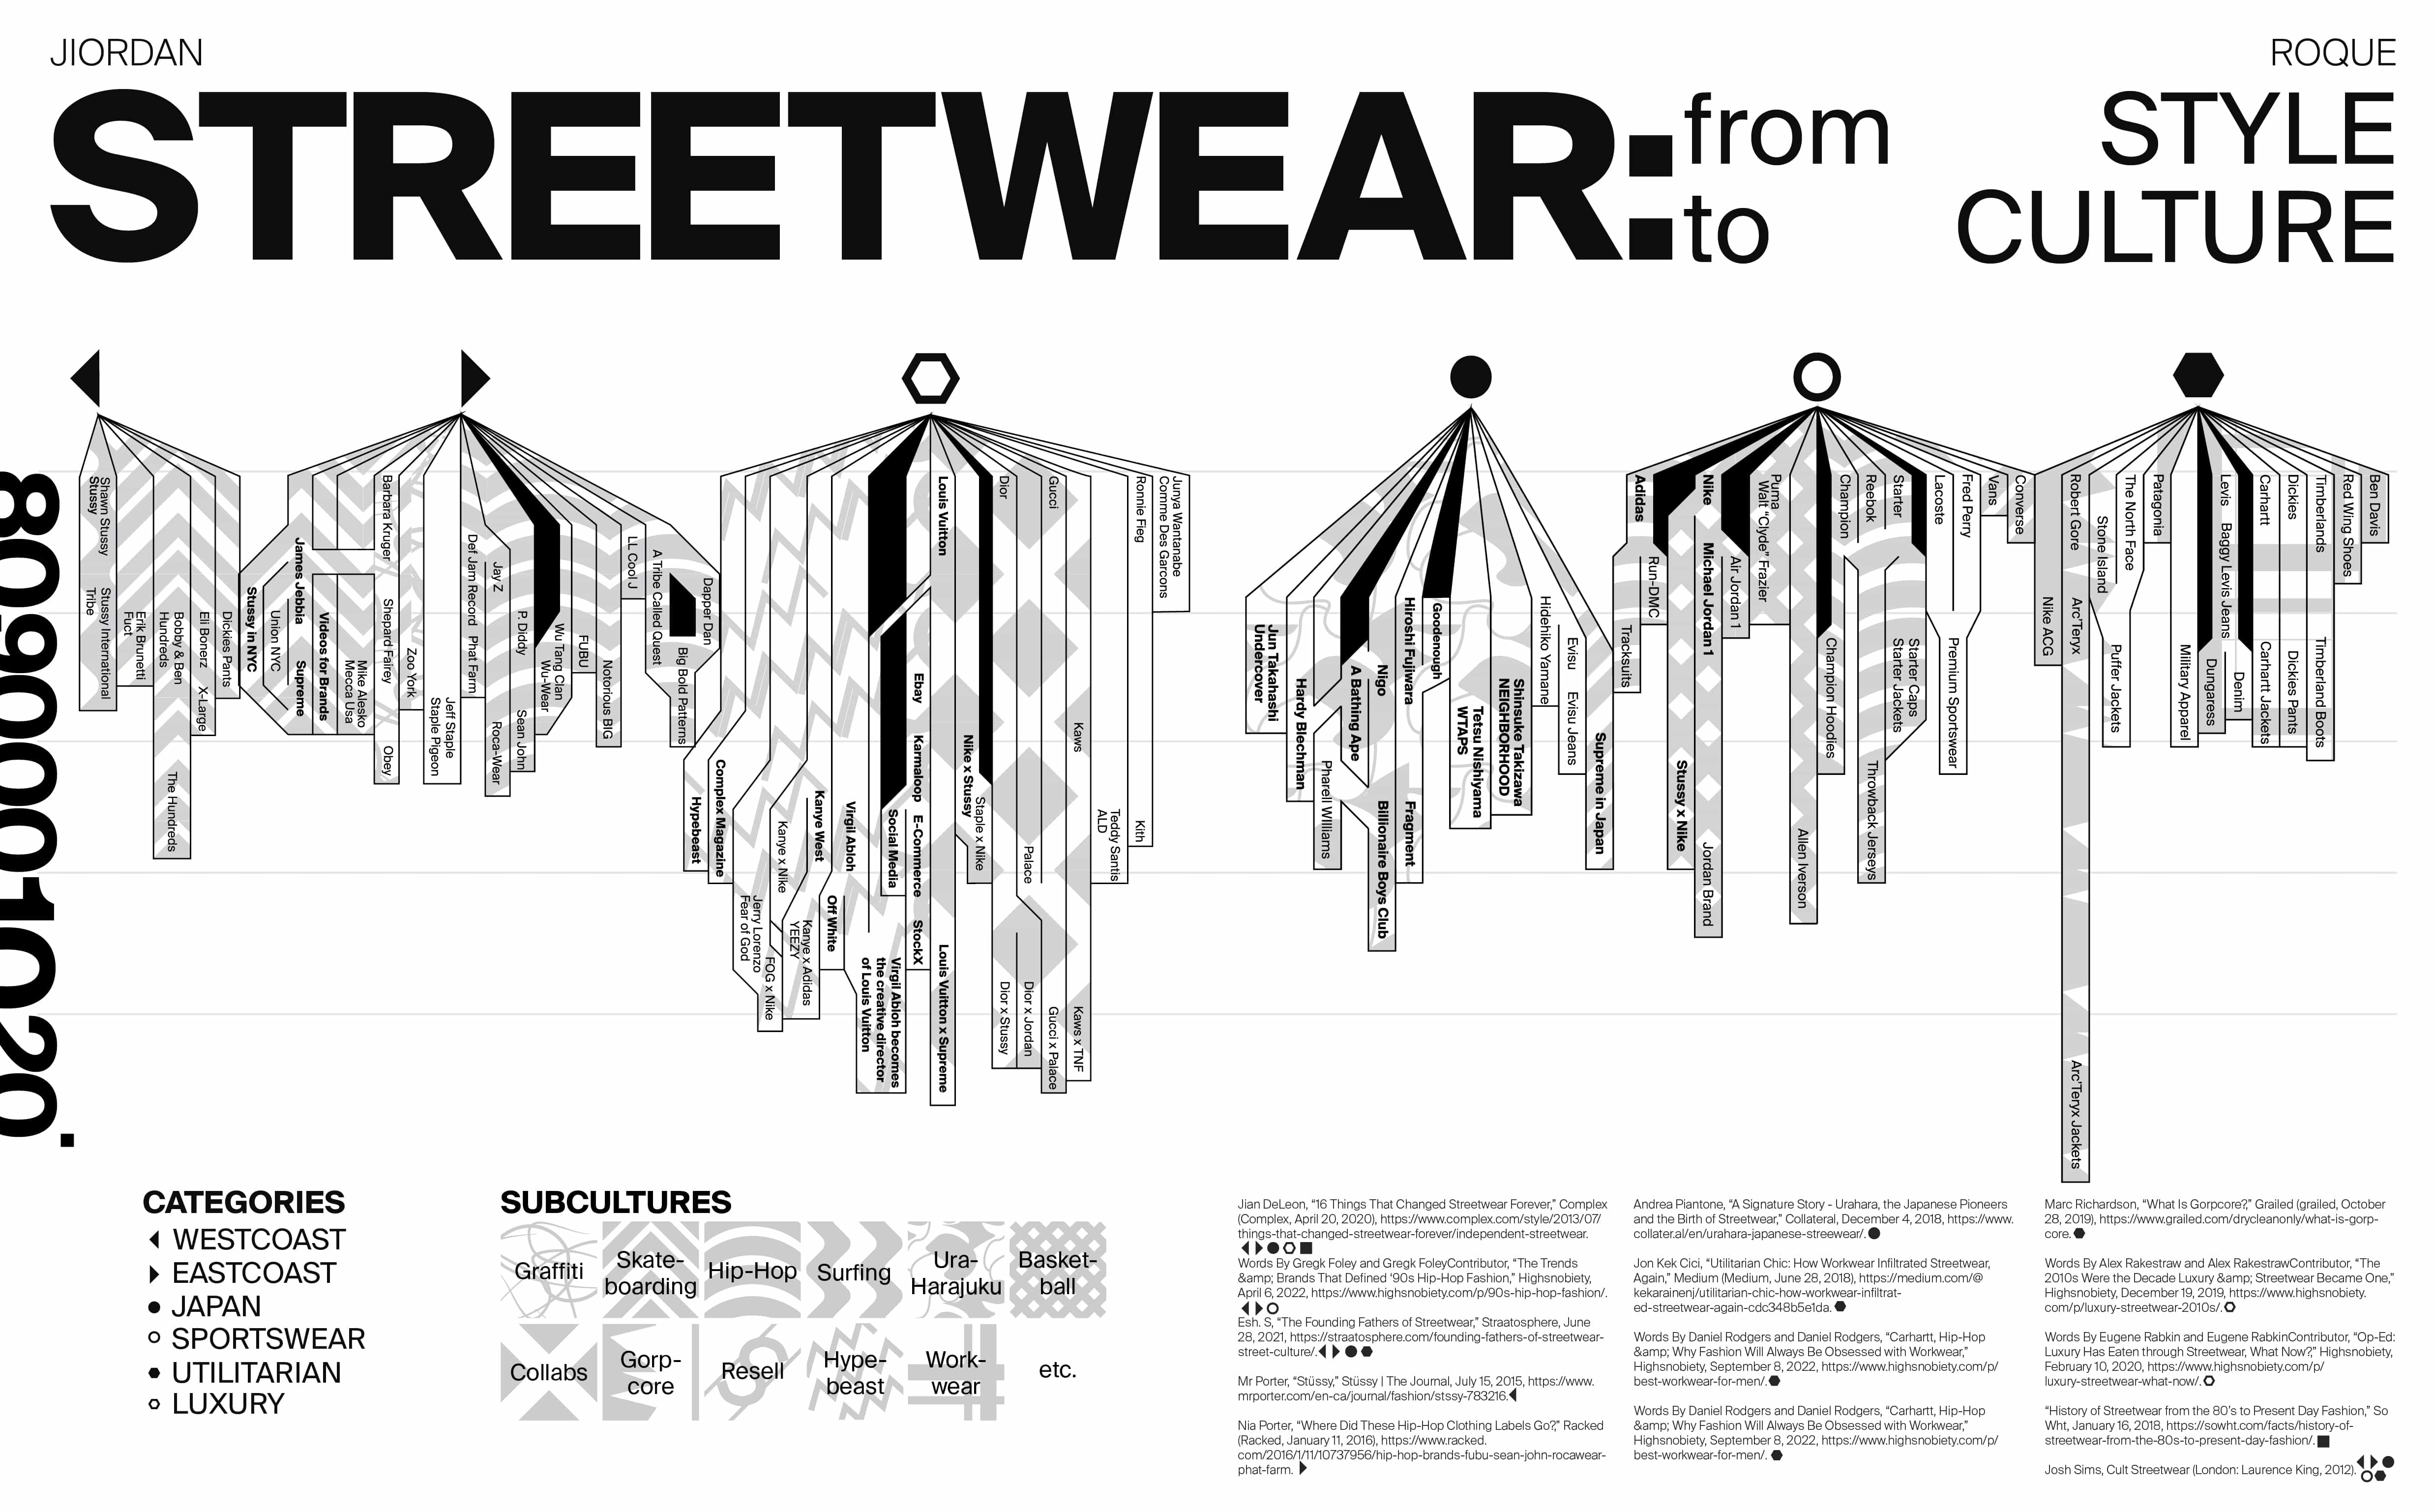 JIORDAN
ROQUE
STREETWEAR:
from STYLE
to CULTURE
Ben Davis
Red Wing Shoes
Timberlands
Timberland Boots
Dickies
Dickies Pants
Carhartt
Carhartt Jackets
Denim
Levis
Baggy Levis Jeans
Dungaress
Military Apparel
Patagonia
The North Face
Puffer Jackets
Stone Island
Robert Gore
Arc'Teryx
Arc'Teryx Jackets
Nike ACG
Converse
Vans
Fred Perry
Premium Sportswear
Lacoste
Starter Caps
Starter
Starter Jackets
Reebok
Throwback Jerseys
Champion
Champion Hoodies
Allen Iverson
Puma
Walt “Clyde” Frazier
Air Jordan 1
Nike
Michael Jordan 1
Jordan Brand
Stussy x Nike
Run-DMC
Adidas
Tracksuits
Supreme in Japan
Evisu
Evisu Jeans
Hidehiko Yamane
Shinsuke Takizawa
NEIGHBORHOOD
Tetsu Nishiyama
WTAPS
Goodenough
Hiroshi Fujiwara
Fragment
Nigo
Billionaire Boys Club
A Bathing Ape
Pharell WIlliams
Hardy Blechman
Jun Takahashi
Undercover
Junya Wantanabe
Comme Des Garcons
Ronnie Fieg
Kith
Teddy Santis
ALD
Kaws
Kaws x TNF
Gucci
Gucci x Palace
Palace
Dior x Jordan
Dior
Dior x Stussy
Staple x Nike
Nike x Stussy
Louis Vuitton
Louis Vuitton x Supreme
Ebay
Karmaloop
E-Commerce
StockX
Social Media
Virgil Abloh becomes
the creative director
of Louis Vuitton
Virgil Abloh
Off White
Kanye West
Kanye x Adidas
YEEZY
Kanye x Nike
FOG x Nike
Jerry Lorenzo
Fear of God
Complex Magazine
Hypebeast
Dapper Dan
Big Bold Patterns
A Tribe Called Quest
LL Cool J
Notorious BIG
FUBU
Wu Tang Clan
Wu-Wear
P. Diddy
Sean John
Jay Z
Roca-Wear
Def Jam Record
Phat Farm
Jeff Staple
Staple Pigeon
Zoo York
Barbara Kruger
Shepard Fairey
Obey
Mike Alesko
Mecca Usa
Videos for Brands
James Jebbia
Supreme
Union NYC
Stussy in NYC
Dickies Pants
Eli Bonerz
X-Large
Bobby & Ben
Hundreds
The Hundreds
Erik Brunetti
Fuct
Shawn Stussy
Stussy
Stussy International
Tribe
8090001020.
CATEGORIES
WESTCOAST
EASTCOAST
JAPAN
SPORTSWEAR
UTILITARIAN
LUXURY
SUBCULTURES
Graffiti
Skate-
boarding
Hip-Hop
Surfing
Ura-
Harajuku
Basket-
ball
Collabs
Gorp-
core
Resell
Hype-
beast
Work-
wear
etc.
Jian DeLeon, “16 Things That Changed Streetwear Forever,” Complex
(Complex, April 20, 2020), https://www.complex.com/style/2013/07/
things-that-changed-streetwear-forever/independent-streetwear.
Words By Gregk Foley and Gregk FoleyContributor, “The Trends
&amp; Brands That Defined '90s Hip-Hop Fashion,” Highsnobiety,
April 6, 2022, https://www.highsnobiety.com/p/90s-hip-hop-fashion/.
Esh. S, “The Founding Fathers of Streetwear,” Straatosphere, June
28, 2021, https://straatosphere.com/founding-fathers-of-streetwear-
street-culture/.
Mr Porter, “Stüssy,” Stüssy | The Journal, July 15, 2015, https://www.
mrporter.com/en-ca/journal/fashion/stssy-783216.
Nia Porter, “Where Did These Hip-Hop Clothing Labels Go?,” Racked
(Racked, January 11, 2016), https://www.racked.
com/2016/1/11/10737956/hip-hop-brands-fubu-sean-john-rocawear-
phat-farm.
Andrea Piantone, “A Signature Story - Urahara, the Japanese Pioneers
and the Birth of Streetwear,” Collateral, December 4, 2018, https://www.
collateral/en/urahara-japanese-streewear/.
Jon Kek Cici, “Utilitarian Chic: How Workwear Infiltrated Streetwear,
Again,” Medium (Medium, June 28, 2018), https://medium.com/@
kekarainenj/utilitarian-chic-how-workwear-infiltrat-
ed-streetwear-again-cdc348b5e1da.
Words By Daniel Rodgers and Daniel Rodgers, “Carhartt, Hip-Hop
&amp; Why Fashion Will Always Be Obsessed with Workwear,”
Highsnobiety, September 8, 2022, https://www.highsnobiety.com/p/
best-workwear-for-men/.
Words By Daniel Rodgers and Daniel Rodgers, “Carhartt, Hip-Hop
&amp; Why Fashion Will Always Be Obsessed with Workwear,”
Highsnobiety, September 8, 2022, https://www.highsnobiety.com/p/
best-workwear-for-men/.
Marc Richardson, “What Is Gorpcore?,” Grailed (grailed, October
28, 2019), https://www.grailed.com/drycleanonly/what-is-gorp-
core.
Words By Alex Rakestraw and Alex RakestrawContributor, “The
2010s Were the Decade Luxury &amp; Streetwear Became One,”
Highsnobiety, December 19, 2019, https://www.highsnobiety.
com/p/luxury-streetwear-2010s/.
Words By Eugene Rabkin and Eugene RabkinContributor, “Op-Ed:
Luxury Has Eaten through Streetwear, What Now?,” Highsnobiety,
February 10, 2020, https://www.highsnobiety.com/p/
luxury-streetwear-what-now/.
“History of Streetwear from the 80's to Present Day Fashion,” So
Wht, January 16, 2018, https://sowht.com/facts/history-of-
streetwear-from-the-80s-to-present-day-fashion/.
Josh Sims, Cult Streetwear (London: Laurence King, 2012).